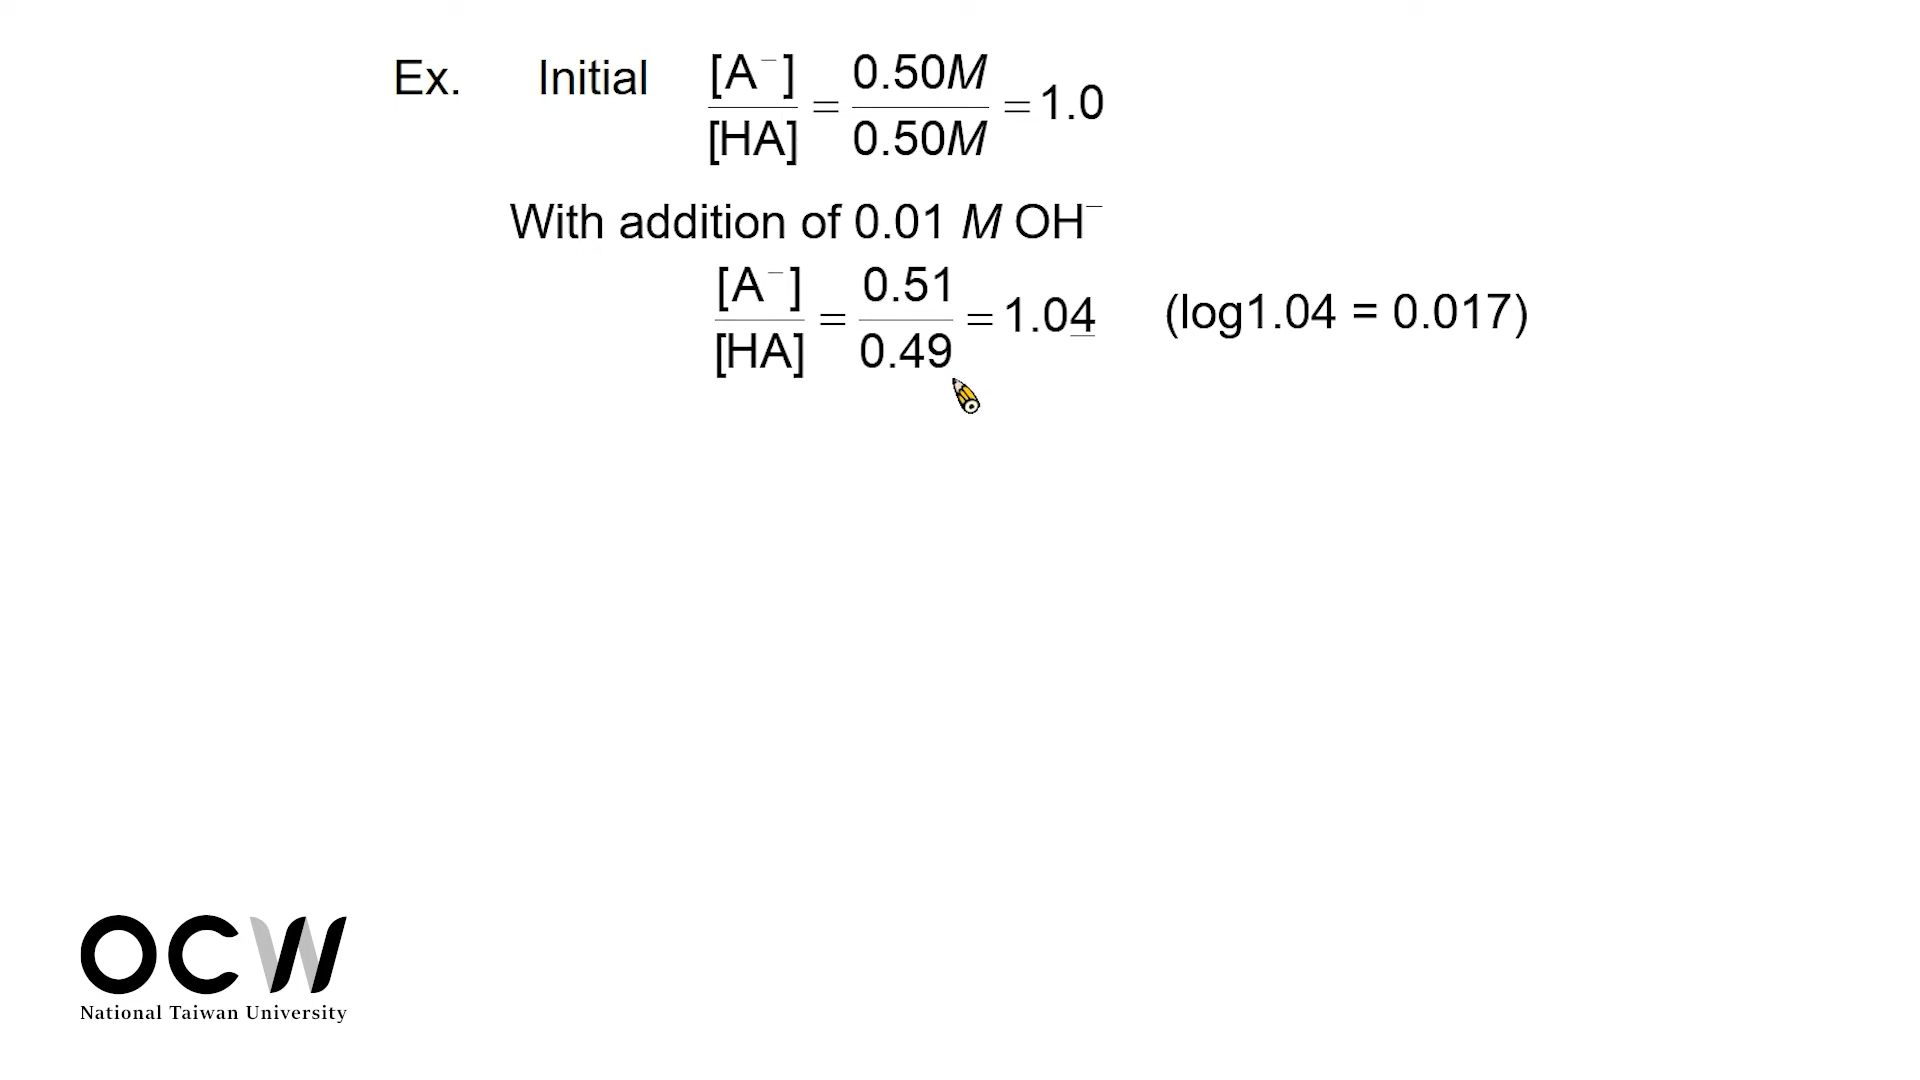 Ex. Initial [A⁻]/[HA] = 0.50M/0.50M = 1.0
With addition of 0.01 M OH⁻
[A⁻]/[HA] = 0.51/0.49 = 1.04 (log1.04 = 0.017)
OCW
National Taiwan University